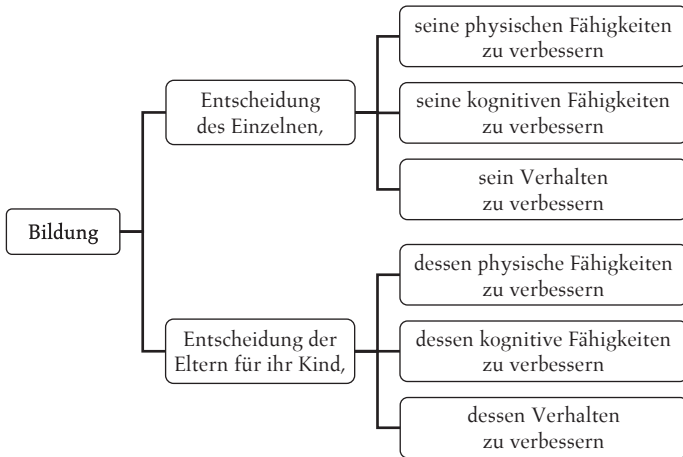 Bildung
Entscheidung
des Einzelnen,
seine physischen Fähigkeiten
zu verbessern
seine kognitiven Fähigkeiten
zu verbessern
sein Verhalten
zu verbessern
Entscheidung der
Eltern für ihr Kind,
dessen physische Fähigkeiten
zu verbessern
dessen kognitive Fähigkeiten
zu verbessern
dessen Verhalten
zu verbessern